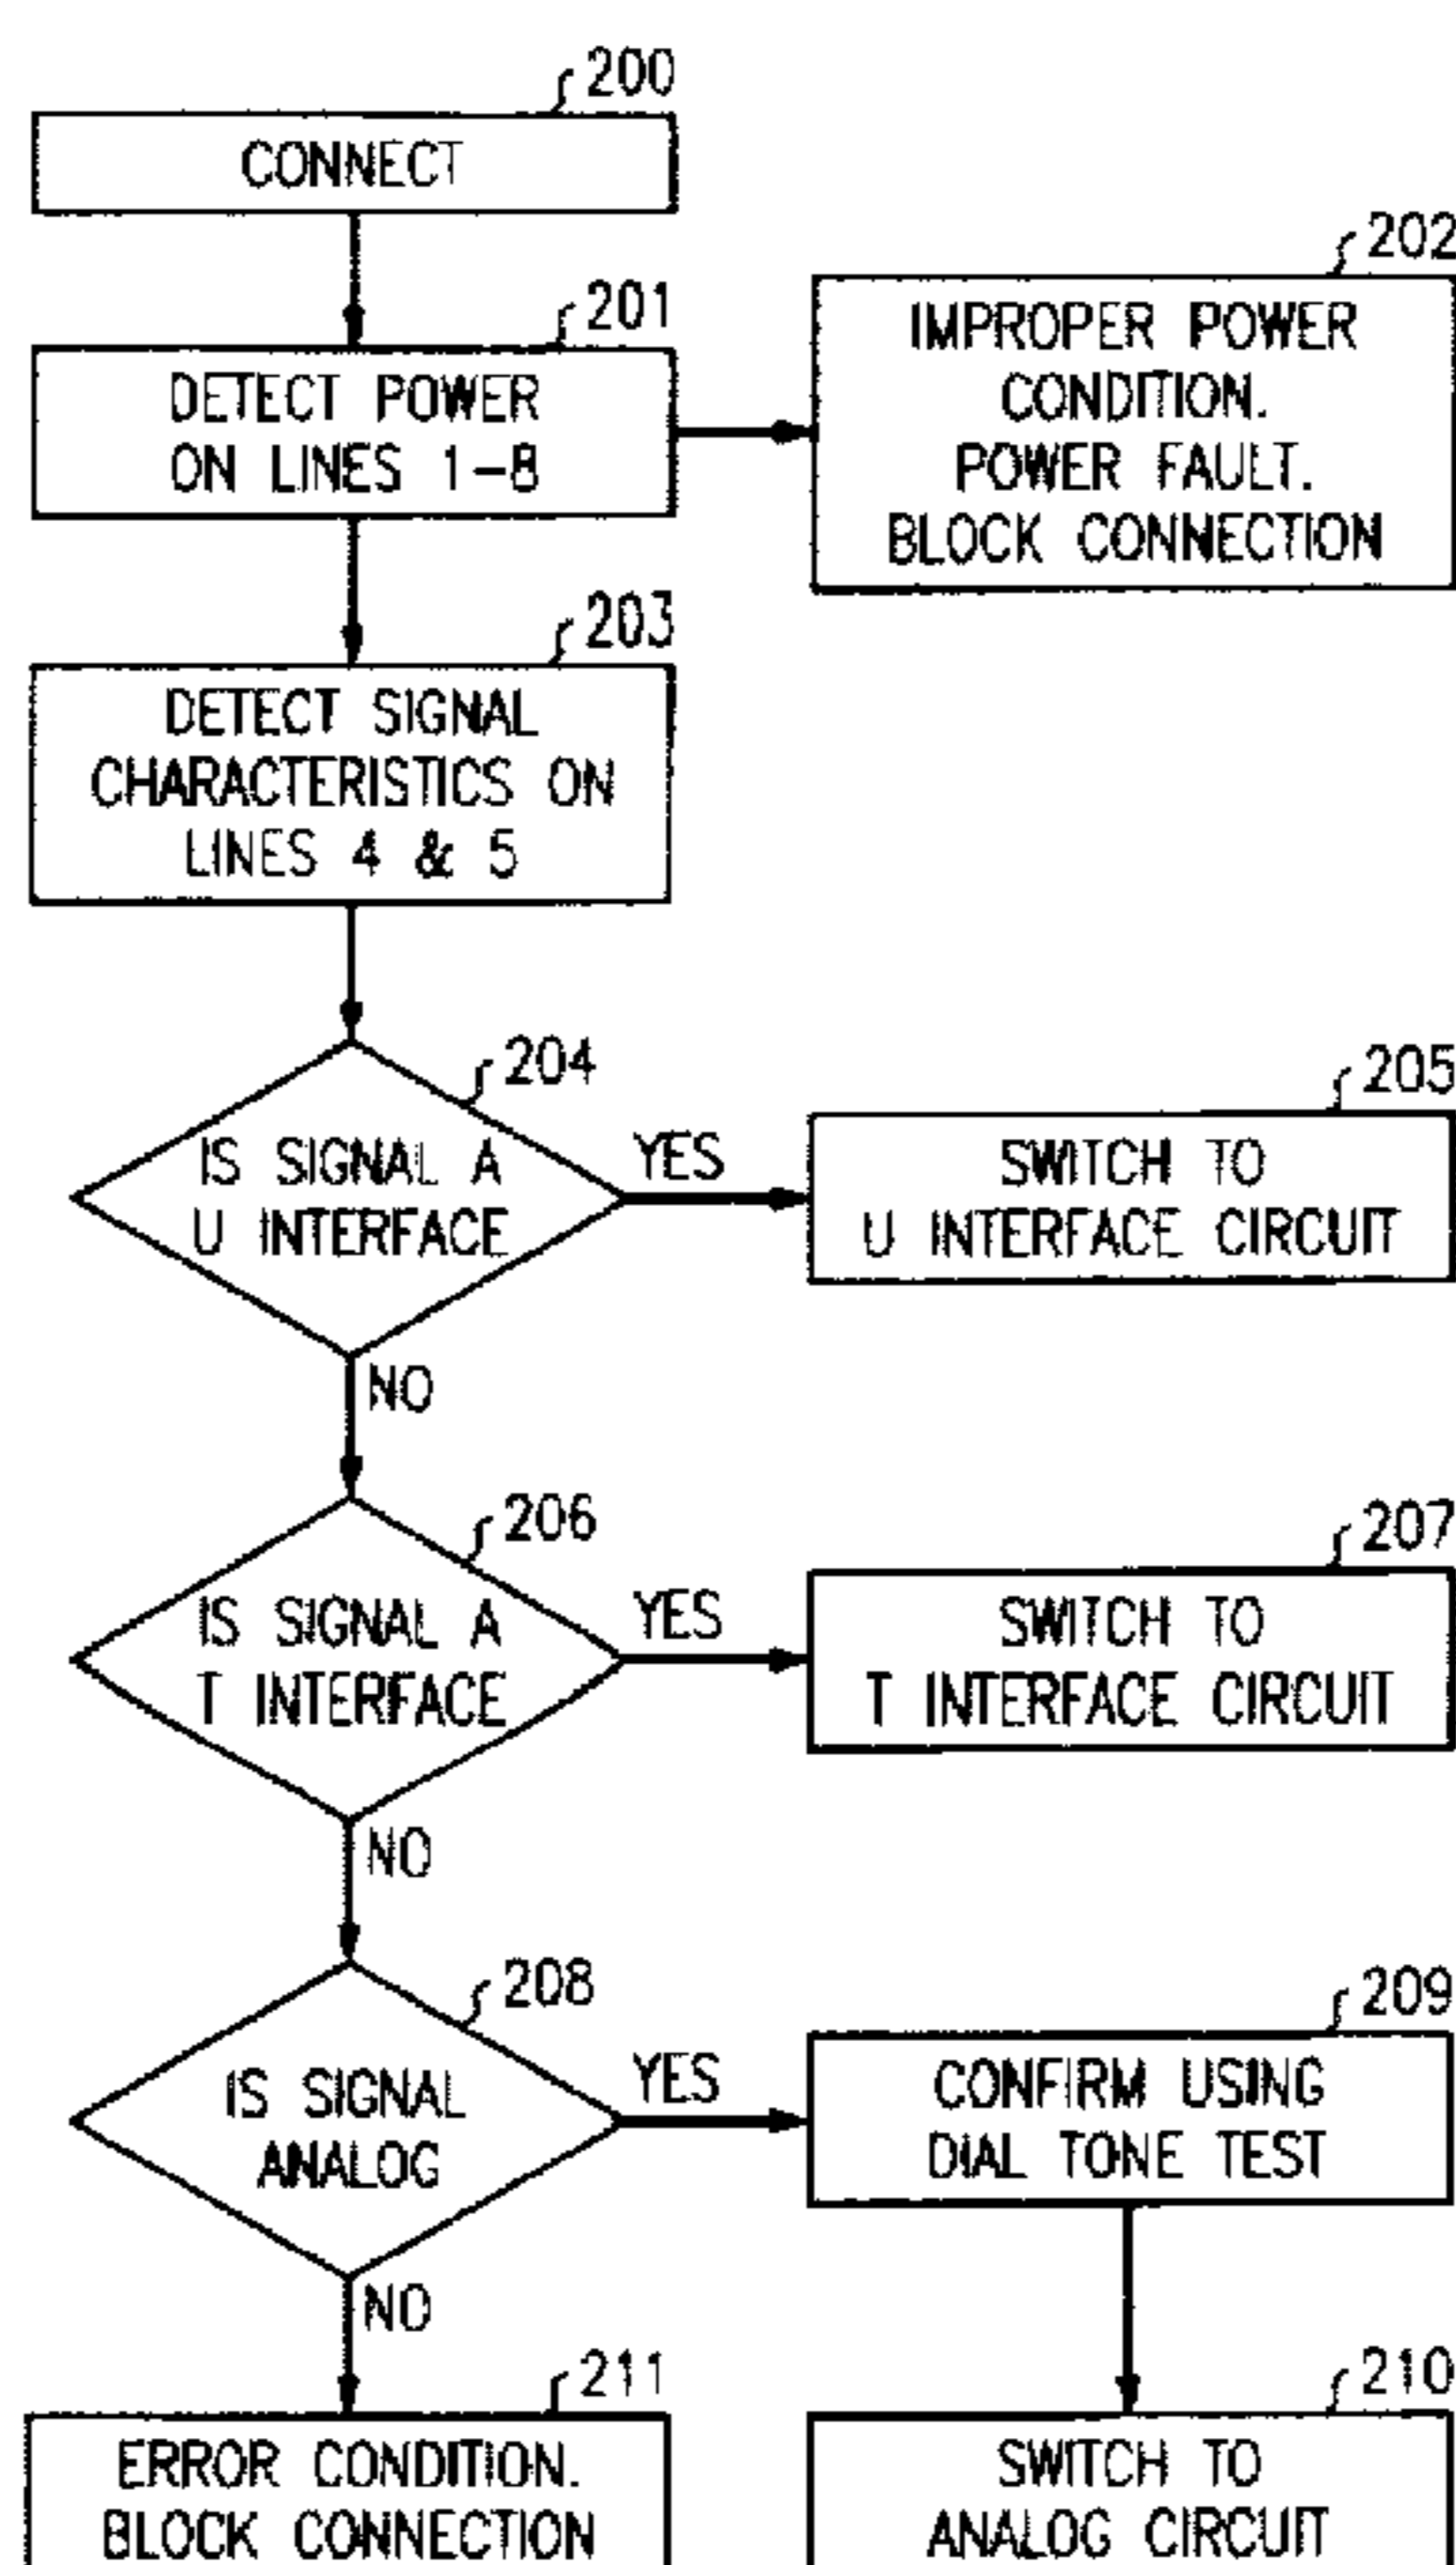 200
CONNECT
201
DETECT POWER
ON LINES 1-8
202
IMPROPER POWER
CONDITION.
POWER FAULT.
BLOCK CONNECTION
203
DETECT SIGNAL
CHARACTERISTICS ON
LINES 4 & 5
204
IS SIGNAL A
U INTERFACE
YES
205
SWITCH TO
U INTERFACE CIRCUIT
NO
206
IS SIGNAL A
T INTERFACE
YES
207
SWITCH TO
T INTERFACE CIRCUIT
NO
208
IS SIGNAL
ANALOG
YES
209
CONFIRM USING
DIAL TONE TEST
NO
211
ERROR CONDITION.
BLOCK CONNECTION
210
SWITCH TO
ANALOG CIRCUIT